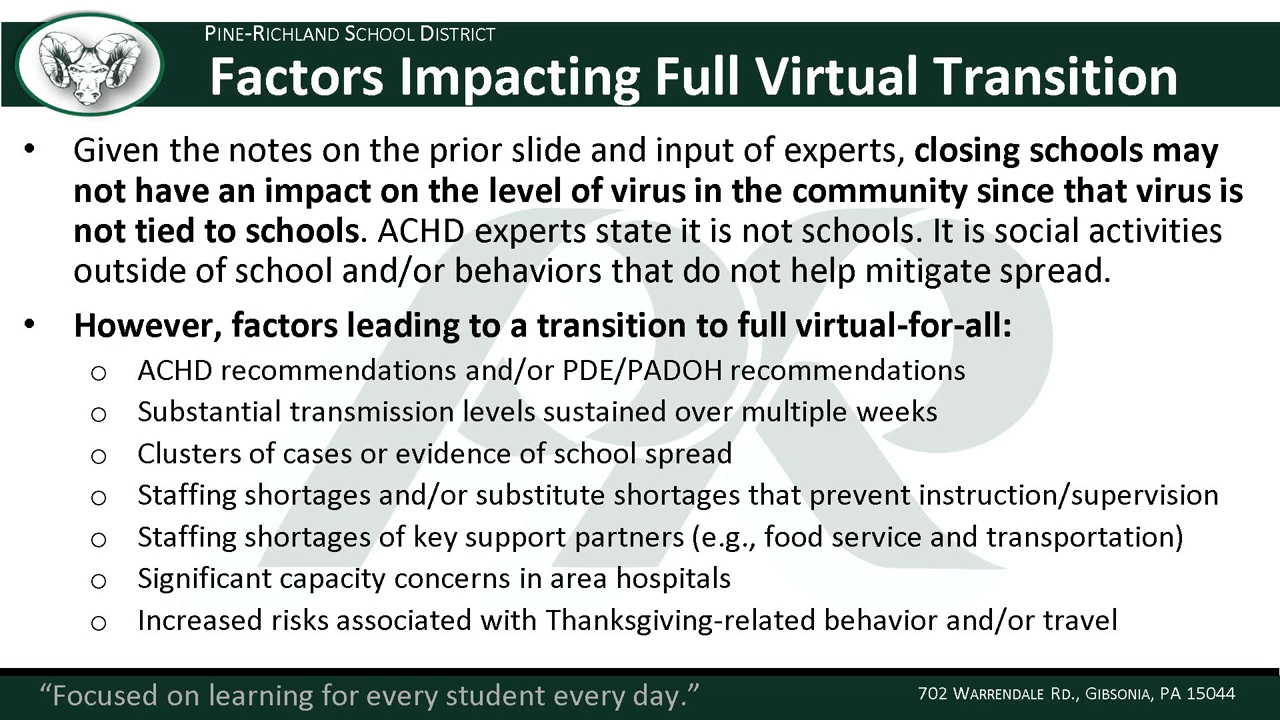 PINE-RICHLAND SCHOOL DISTRICT
Factors Impacting Full Virtual Transition
• Given the notes on the prior slide and input of experts, closing schools may
not have an impact on the level of virus in the community since that virus is
not tied to schools. ACHD experts state it is not schools. It is social activities
outside of school and/or behaviors that do not help mitigate spread.
• However, factors leading to a transition to full virtual-for-all:
o ACHD recommendations and/or PDE/PADOH recommendations
o Substantial transmission levels sustained over multiple weeks
o Clusters of cases or evidence of school spread
o Staffing shortages and/or substitute shortages that prevent instruction/supervision
o Staffing shortages of key support partners (e.g., food service and transportation)
o Significant capacity concerns in area hospitals
o Increased risks associated with Thanksgiving-related behavior and/or travel
“Focused on learning for every student every day.”
702 WARRENDALE RD., GIBSONIA, PA 15044
PR